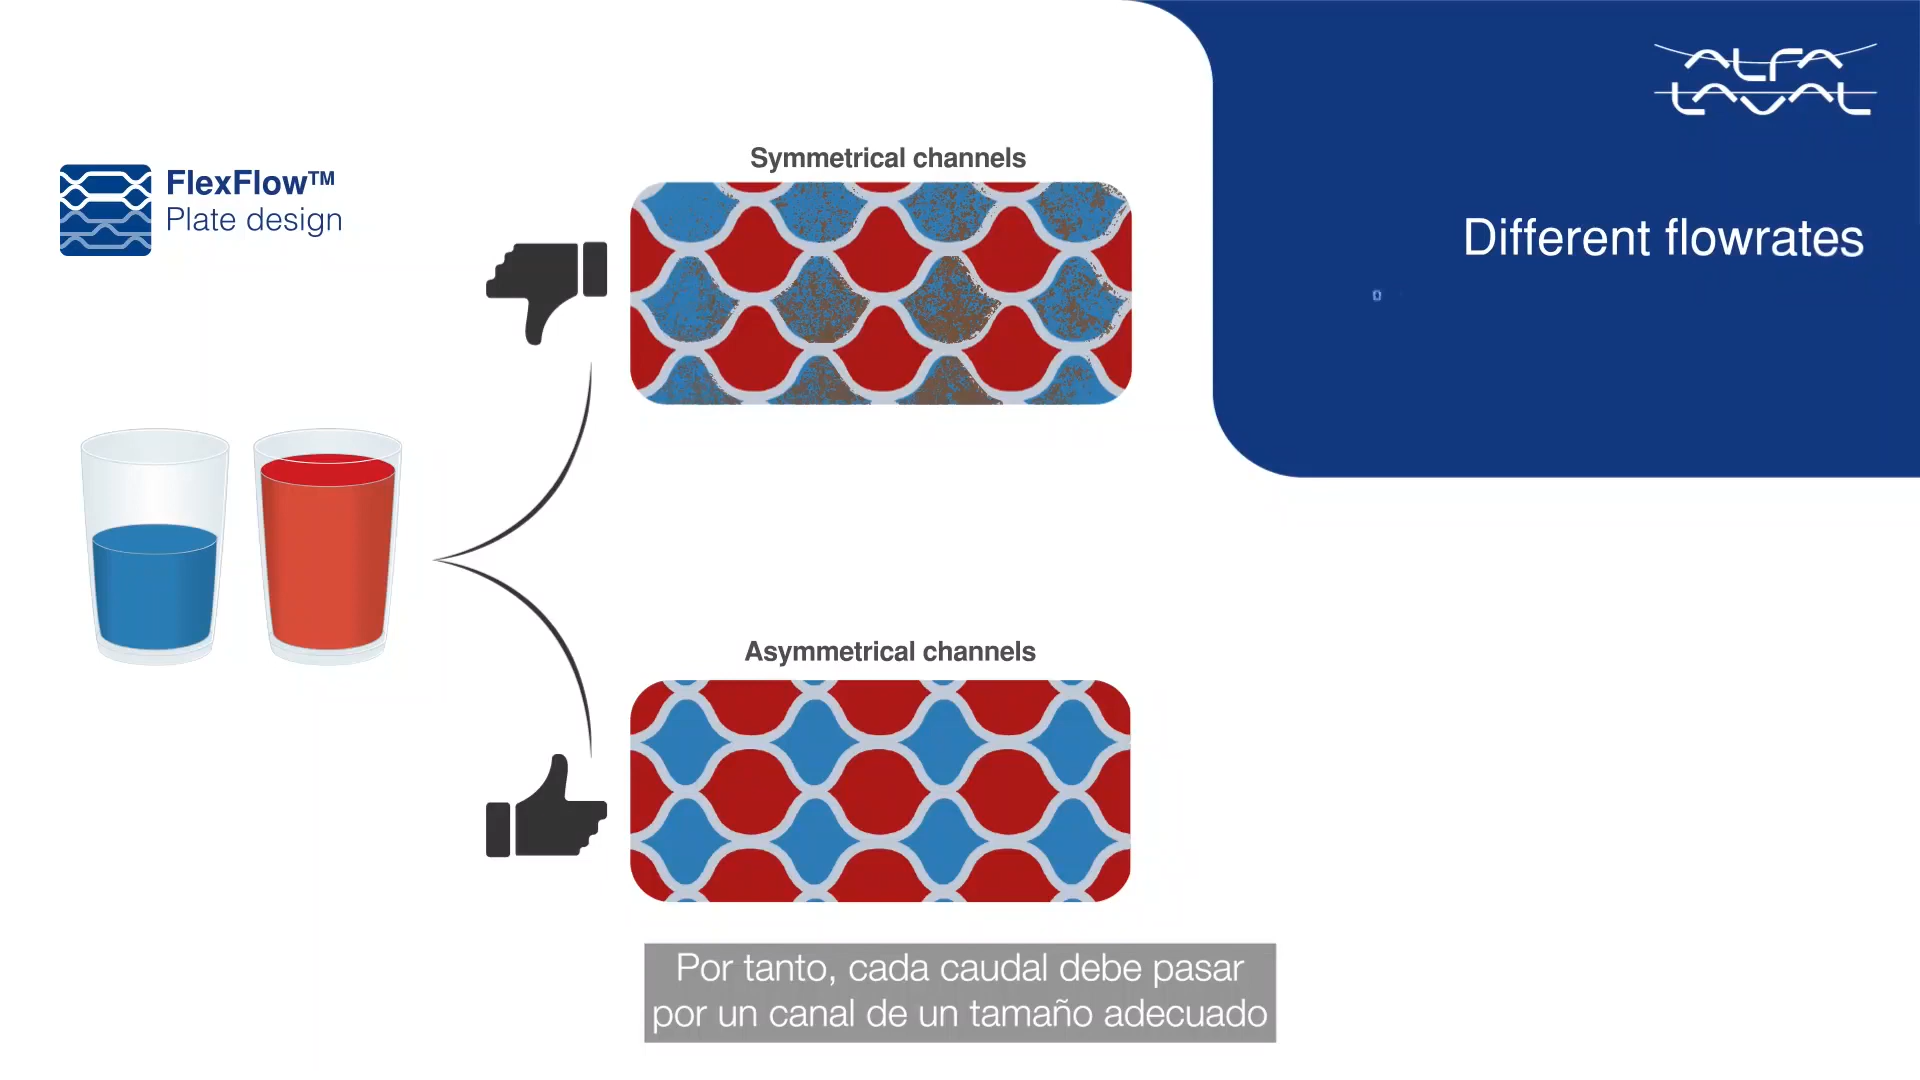 ALFA
LAVAL
Symmetrical channels
FlexFlow™
Plate design
Different flowrates
Asymmetrical channels
Por tanto, cada caudal debe pasar
por un canal de un tamaño adecuado